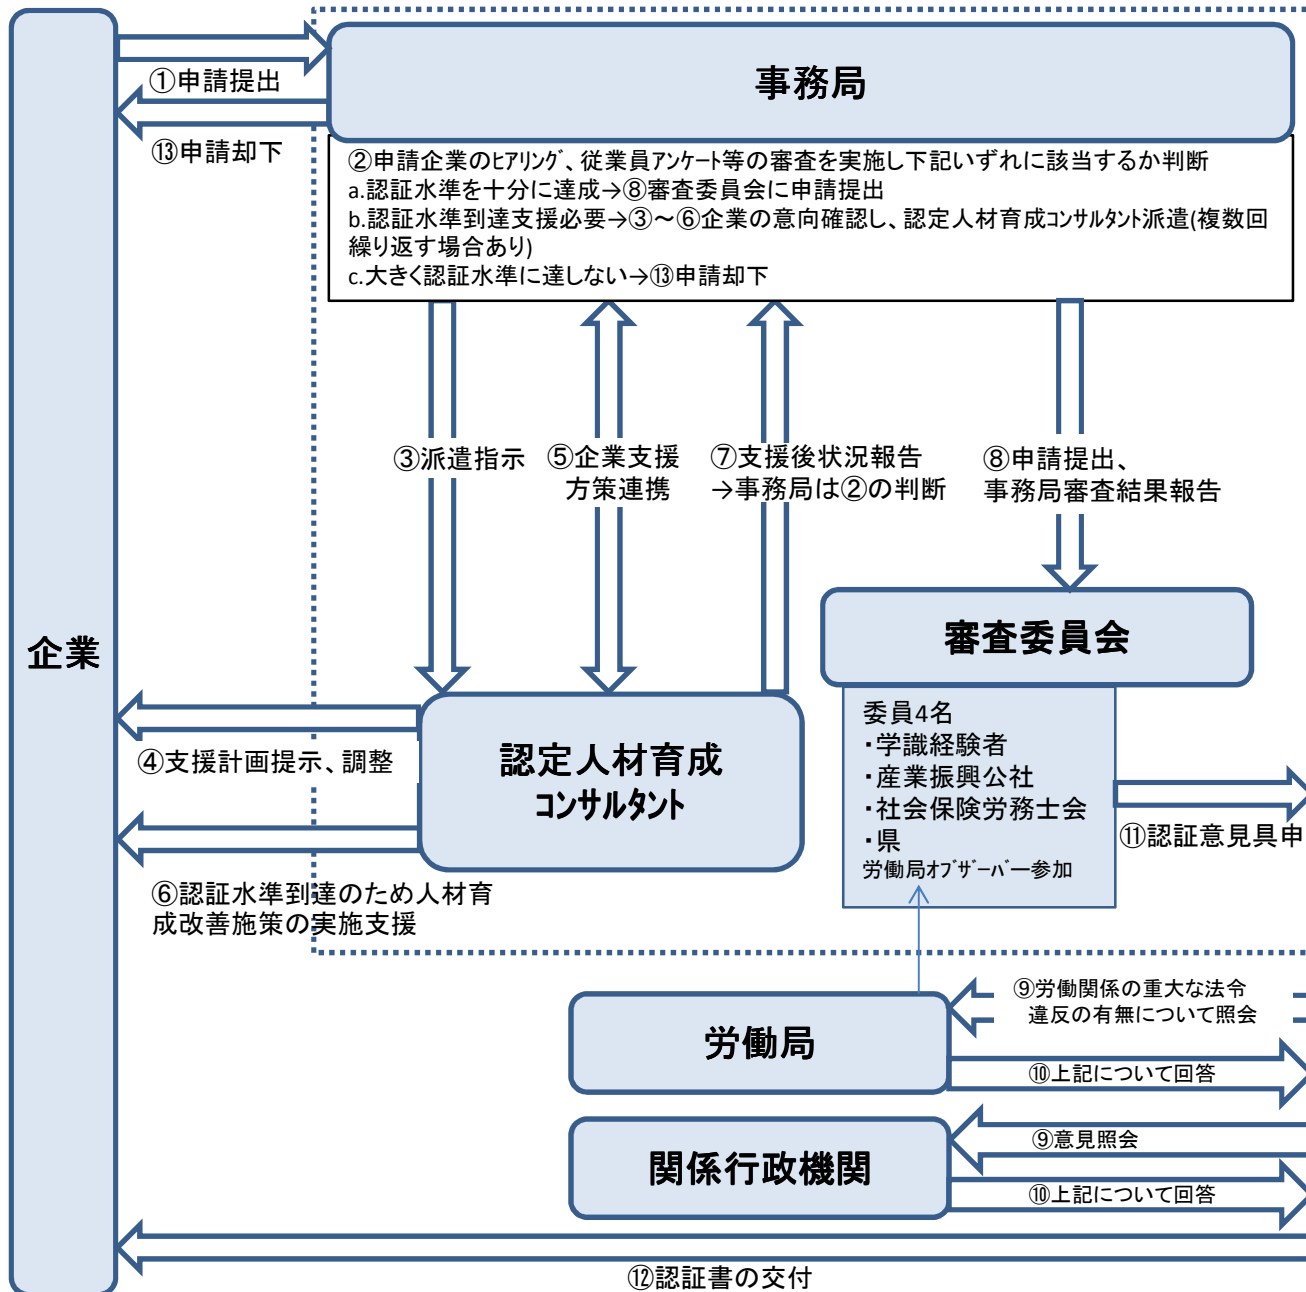 事務局
①申請提出
⑬申請却下
②申請企業のﾋｱﾘﾝｸﾞ、従業員ｱﾝｹｰﾄ等の審査を実施し下記いずれに該当するか判断
a.認証水準を十分に達成→⑧審査委員会に申請提出
b.認証水準到達支援必要→③～⑥企業の意向確認し、認定人材育成ｺﾝｻﾙﾀﾝﾄ派遣(複数回
繰り返す場合あり)
c.大きく認証水準に達しない→⑬申請却下
③派遣指示
⑤企業支援
方策連携
⑦支援後状況報告
→事務局は②の判断
⑧申請提出、
事務局審査結果報告
企業
審査委員会
委員4名
・学識経験者
・産業振興公社
・社会保険労務士会
・県
労働局ｵﾌﾞｻﾞｰﾊﾞｰ参加
④支援計画提示、調整
認定人材育成
ｺﾝｻﾙﾀﾝﾄ
⑪認証意見具申
⑥認証水準到達のため人材育
成改善施策の実施支援
労働局
⑨労働関係の重大な法令
違反の有無について照会
⑩上記について回答
関係行政機関
⑨意見照会
⑩上記について回答
⑫認証書の交付